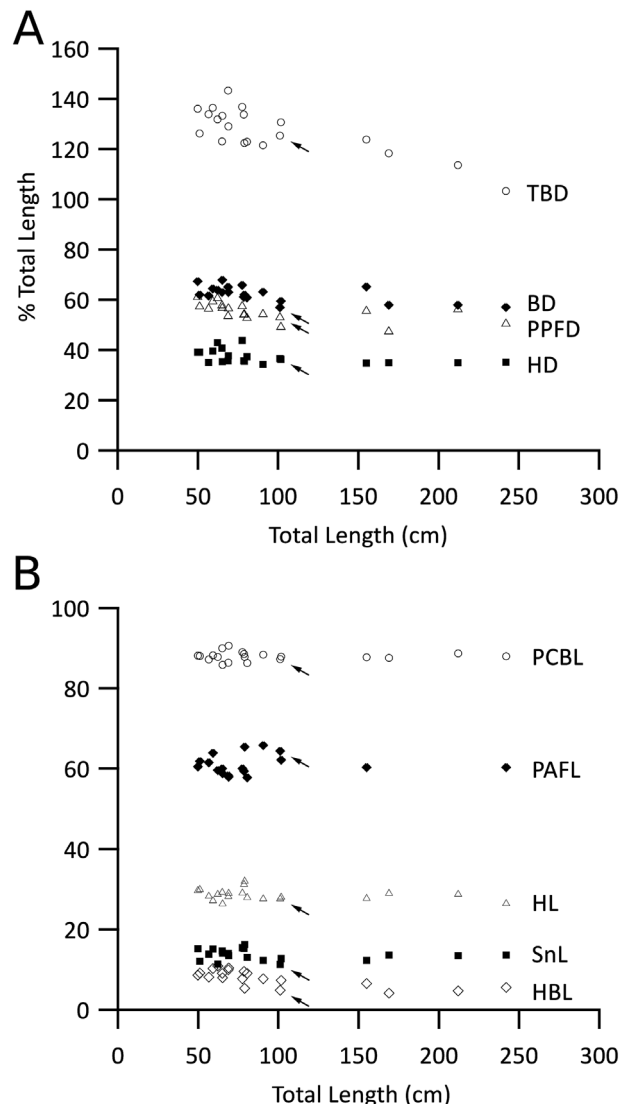 A
160
140
120
100
80
60
40
20
0
% Total Length
TBD
BD
PPFD
HD
0 50 100 150 200 250 300
Total Length (cm)
B
100
80
60
40
20
0
PCBL
PAFL
HL
SnL
HBL
0 50 100 150 200 250 300
Total Length (cm)